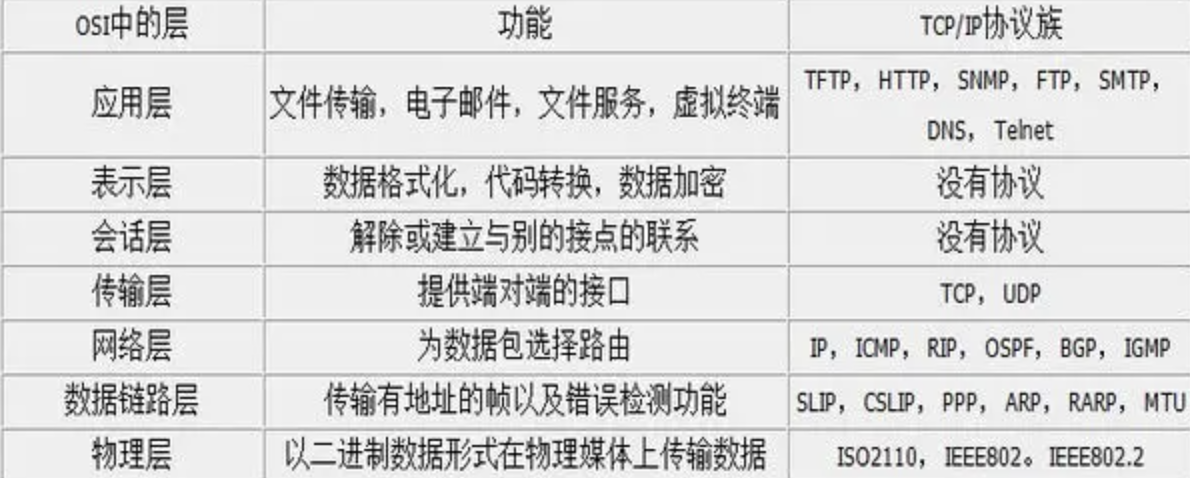 OSI中的层 功能 TCP/IP协议族
应用层 文件传输，电子邮件，文件服务，虚拟终端 TFTP，HTTP，SNMP，FTP，SMTP，
DNS，Telnet
表示层 数据格式化，代码转换，数据加密 没有协议
会话层 解除或建立与别的接点的联系 没有协议
传输层 提供端对端的接口 TCP，UDP
网络层 为数据包选择路由 IP，ICMP，RIP，OSPF，BGP，IGMP
数据链路层 传输有地址的帧以及错误检测功能 SLIP，CSLIP，PPP，ARP，RARP，MTU
物理层 以二进制数据形式在物理媒体上传输数据 ISO2110，IEEE802。IEEE802.2